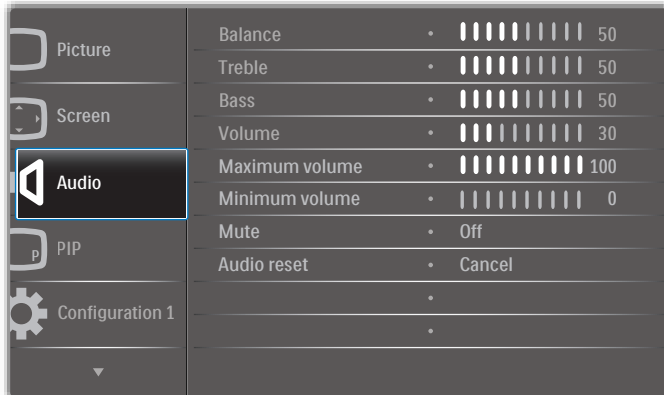 Picture
Screen
Audio
P
PIP
Configuration 1
Balance • 50
Treble • 50
Bass • 50
Volume • 30
Maximum volume • 100
Minimum volume • 0
Mute • Off
Audio reset • Cancel
•
•